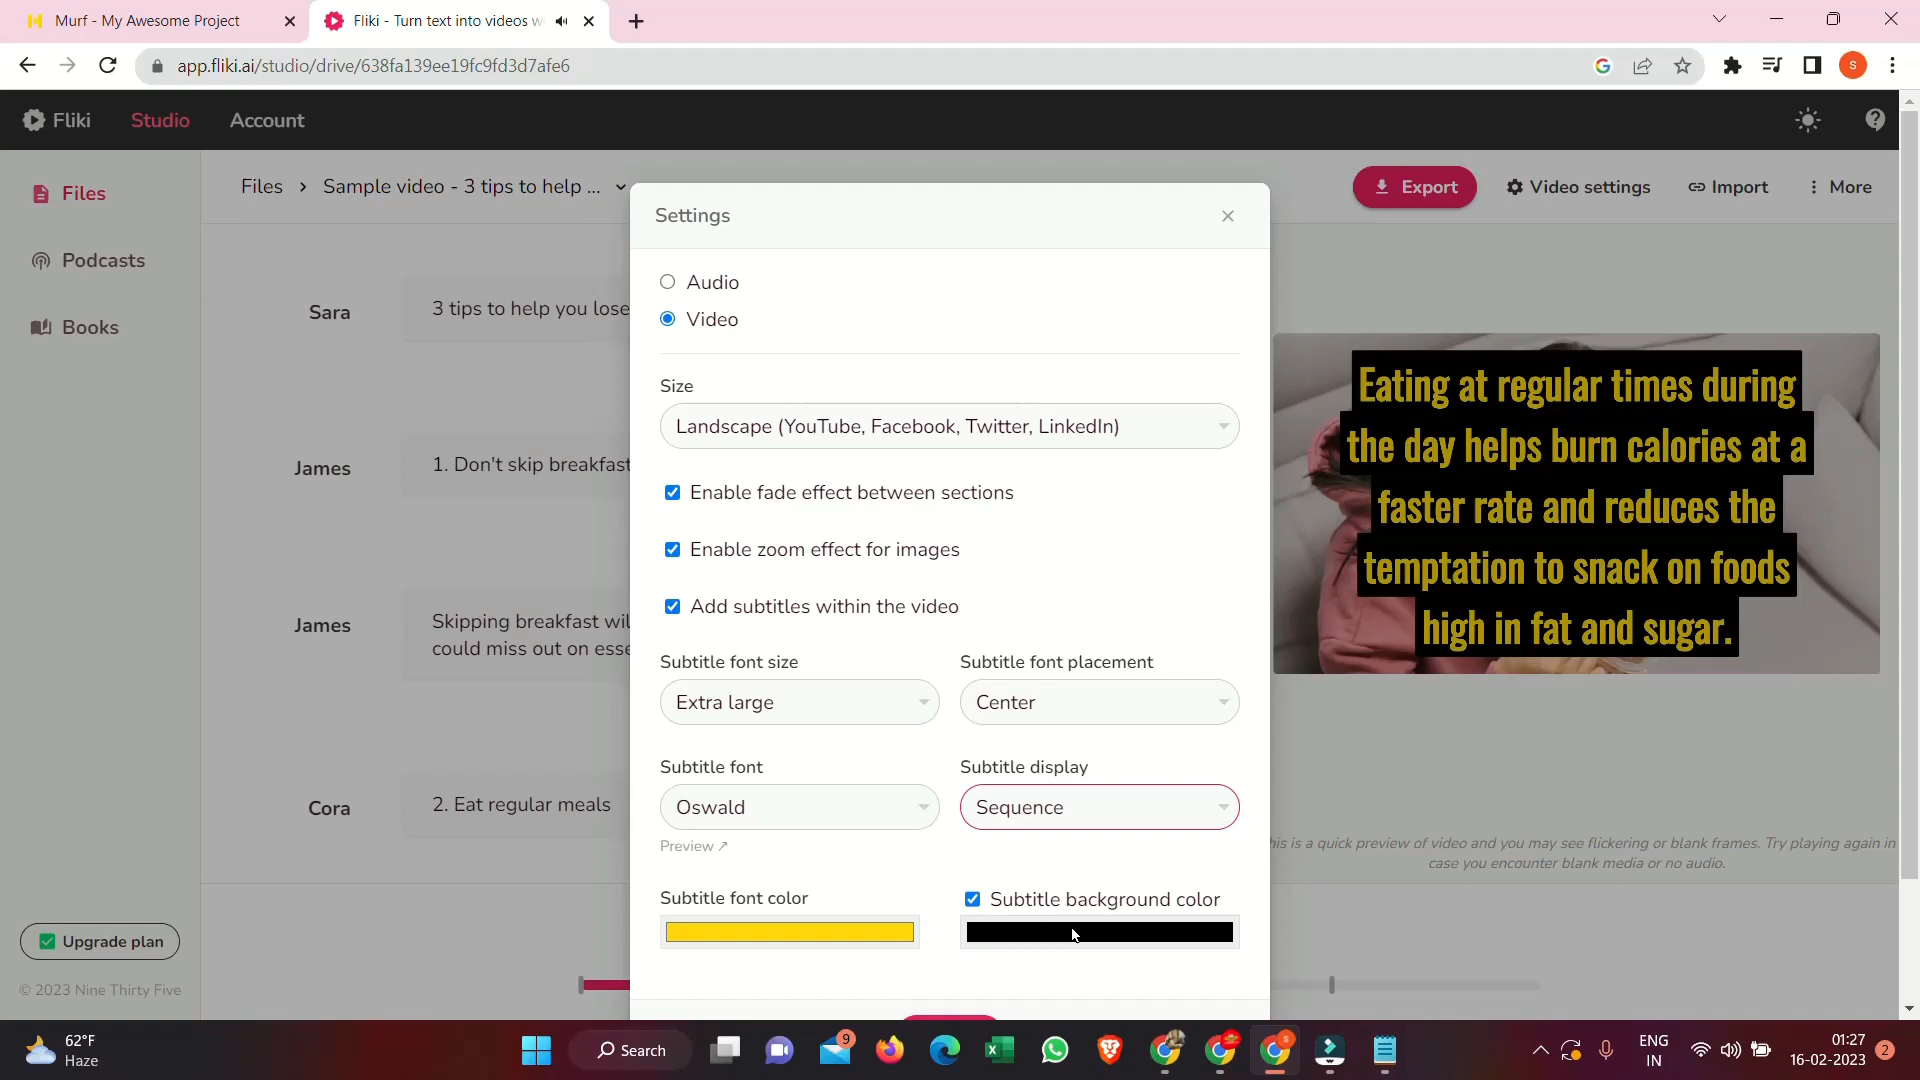 Murf - My Awesome Project
Fliki - Turn text into videos w
app.fliki.ai/studio/drive/638fa139ee19fc9fd3d7afe6
S
Fliki
Studio
Account
Files
Podcasts
Books
Upgrade plan
© 2023 Nine Thirty Five
Files > Sample video - 3 tips to help ...
Export
Video settings
Import
More
Sara
3 tips to help you lose
James
1. Don't skip breakfast
James
Skipping breakfast wil
could miss out on esse
Cora
2. Eat regular meals
Settings
Audio
Video
Size
Landscape (YouTube, Facebook, Twitter, LinkedIn)
Enable fade effect between sections
Enable zoom effect for images
Add subtitles within the video
Subtitle font size
Subtitle font placement
Extra large
Center
Subtitle font
Subtitle display
Oswald
Sequence
Preview ↗
Subtitle font color
Subtitle background color
Eating at regular times during
the day helps burn calories at a
faster rate and reduces the
temptation to snack on foods
high in fat and sugar.
his is a quick preview of video and you may see flickering or blank frames. Try playing again in
case you encounter blank media or no audio.
62°F
Haze
Search
9
ENG
IN
01:27
16-02-2023
2